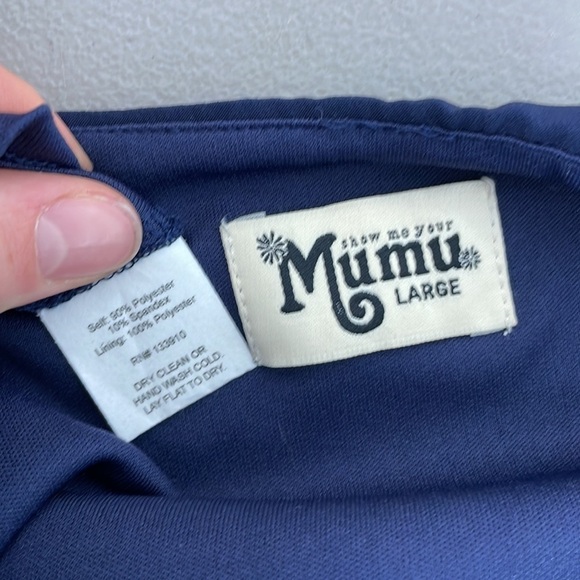 Self: 90% Polyester
10% Spandex
Lining: 100% Polyester
RN# 133910
DRY CLEAN OR
HAND WASH COLD.
LAY FLAT TO DRY.
show me your
Mumu
LARGE